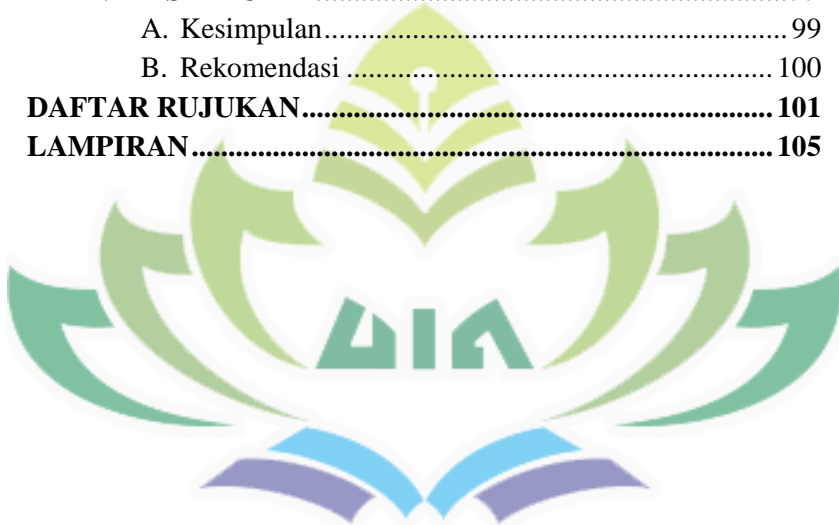 A. Kesimpulan............................................................... 99
B. Rekomendasi .......................................................... 100
DAFTAR RUJUKAN................................................................ 101
LAMPIRAN............................................................................... 105